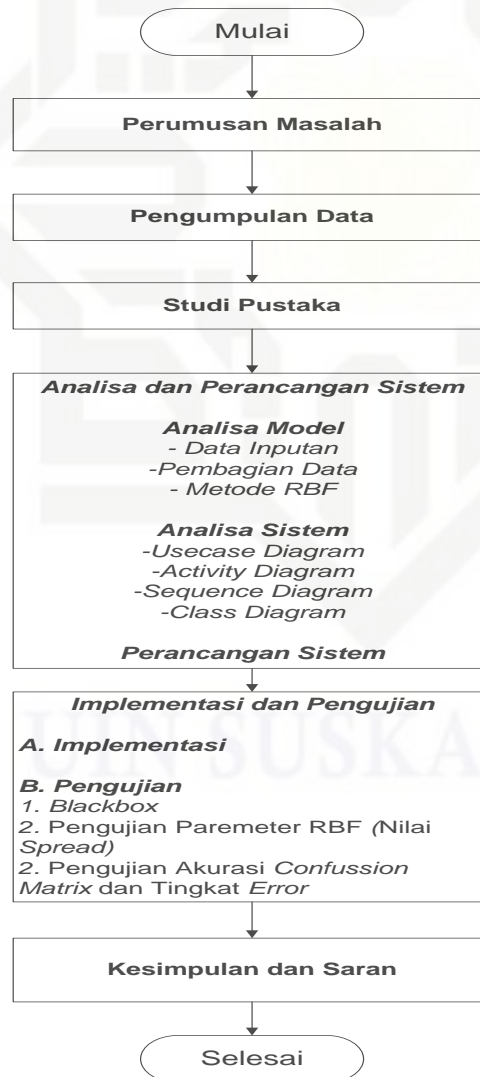 Mulai
Perumusan Masalah
Pengumpulan Data
Studi Pustaka
Analisa dan Perancangan Sistem
Analisa Model
- Data Inputan
-Pembagian Data
- Metode RBF
Analisa Sistem
-Usecase Diagram
-Activity Diagram
-Sequence Diagram
-Class Diagram
Perancangan Sistem
Implementasi dan Pengujian
UIN SUSKA
A. Implementasi
B. Pengujian
1. Blackbox
2. Pengujian Paremeter RBF (Nilai
Spread)
2. Pengujian Akurasi Confussion
Matrix dan Tingkat Error
Kesimpulan dan Saran
Selesai